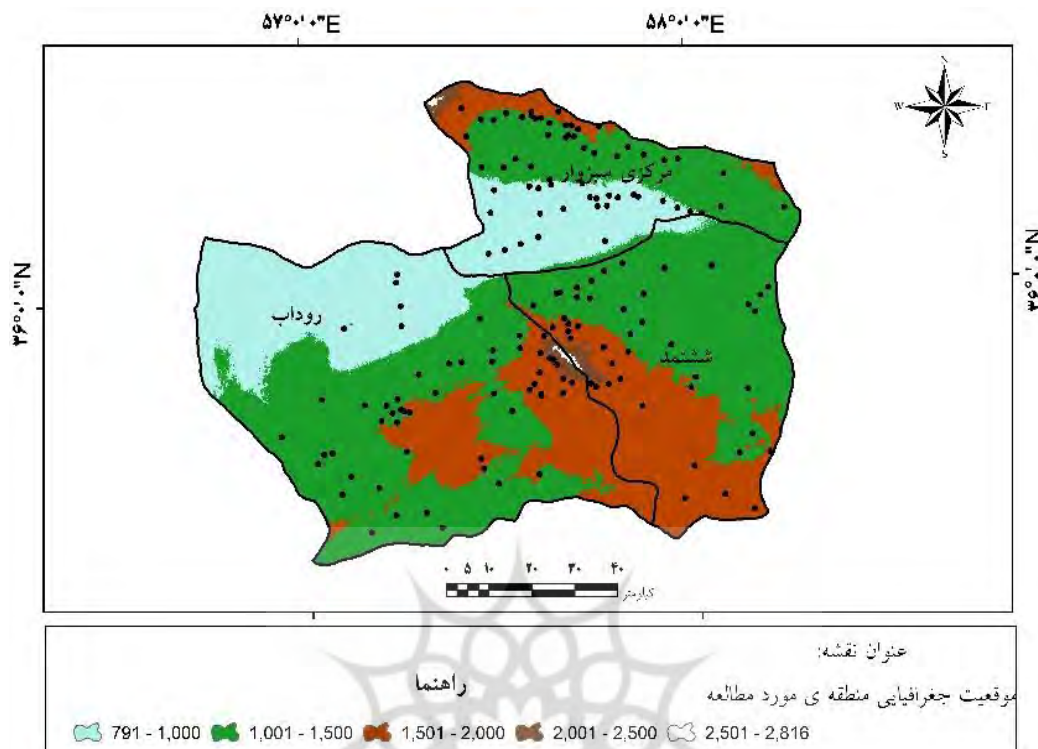 ۵۷°۰'۰"E ۵۸°۰'۰"E
N
W E
S
مرکزی سبزوار
۳۶°۰'۰"N ۳۶°۰'۰"N
روداب
ششتمد
۰ ۵ ۱۰ ۲۰ ۳۰ ۴۰
کیلومتر
عنوان نقشه:
موقعیت جغرافیایی منطقه ی مورد مطالعه
راهنما
791 - 1,000 1,001 - 1,500 1,501 - 2,000 2,001 - 2,500 2,501 - 2,816